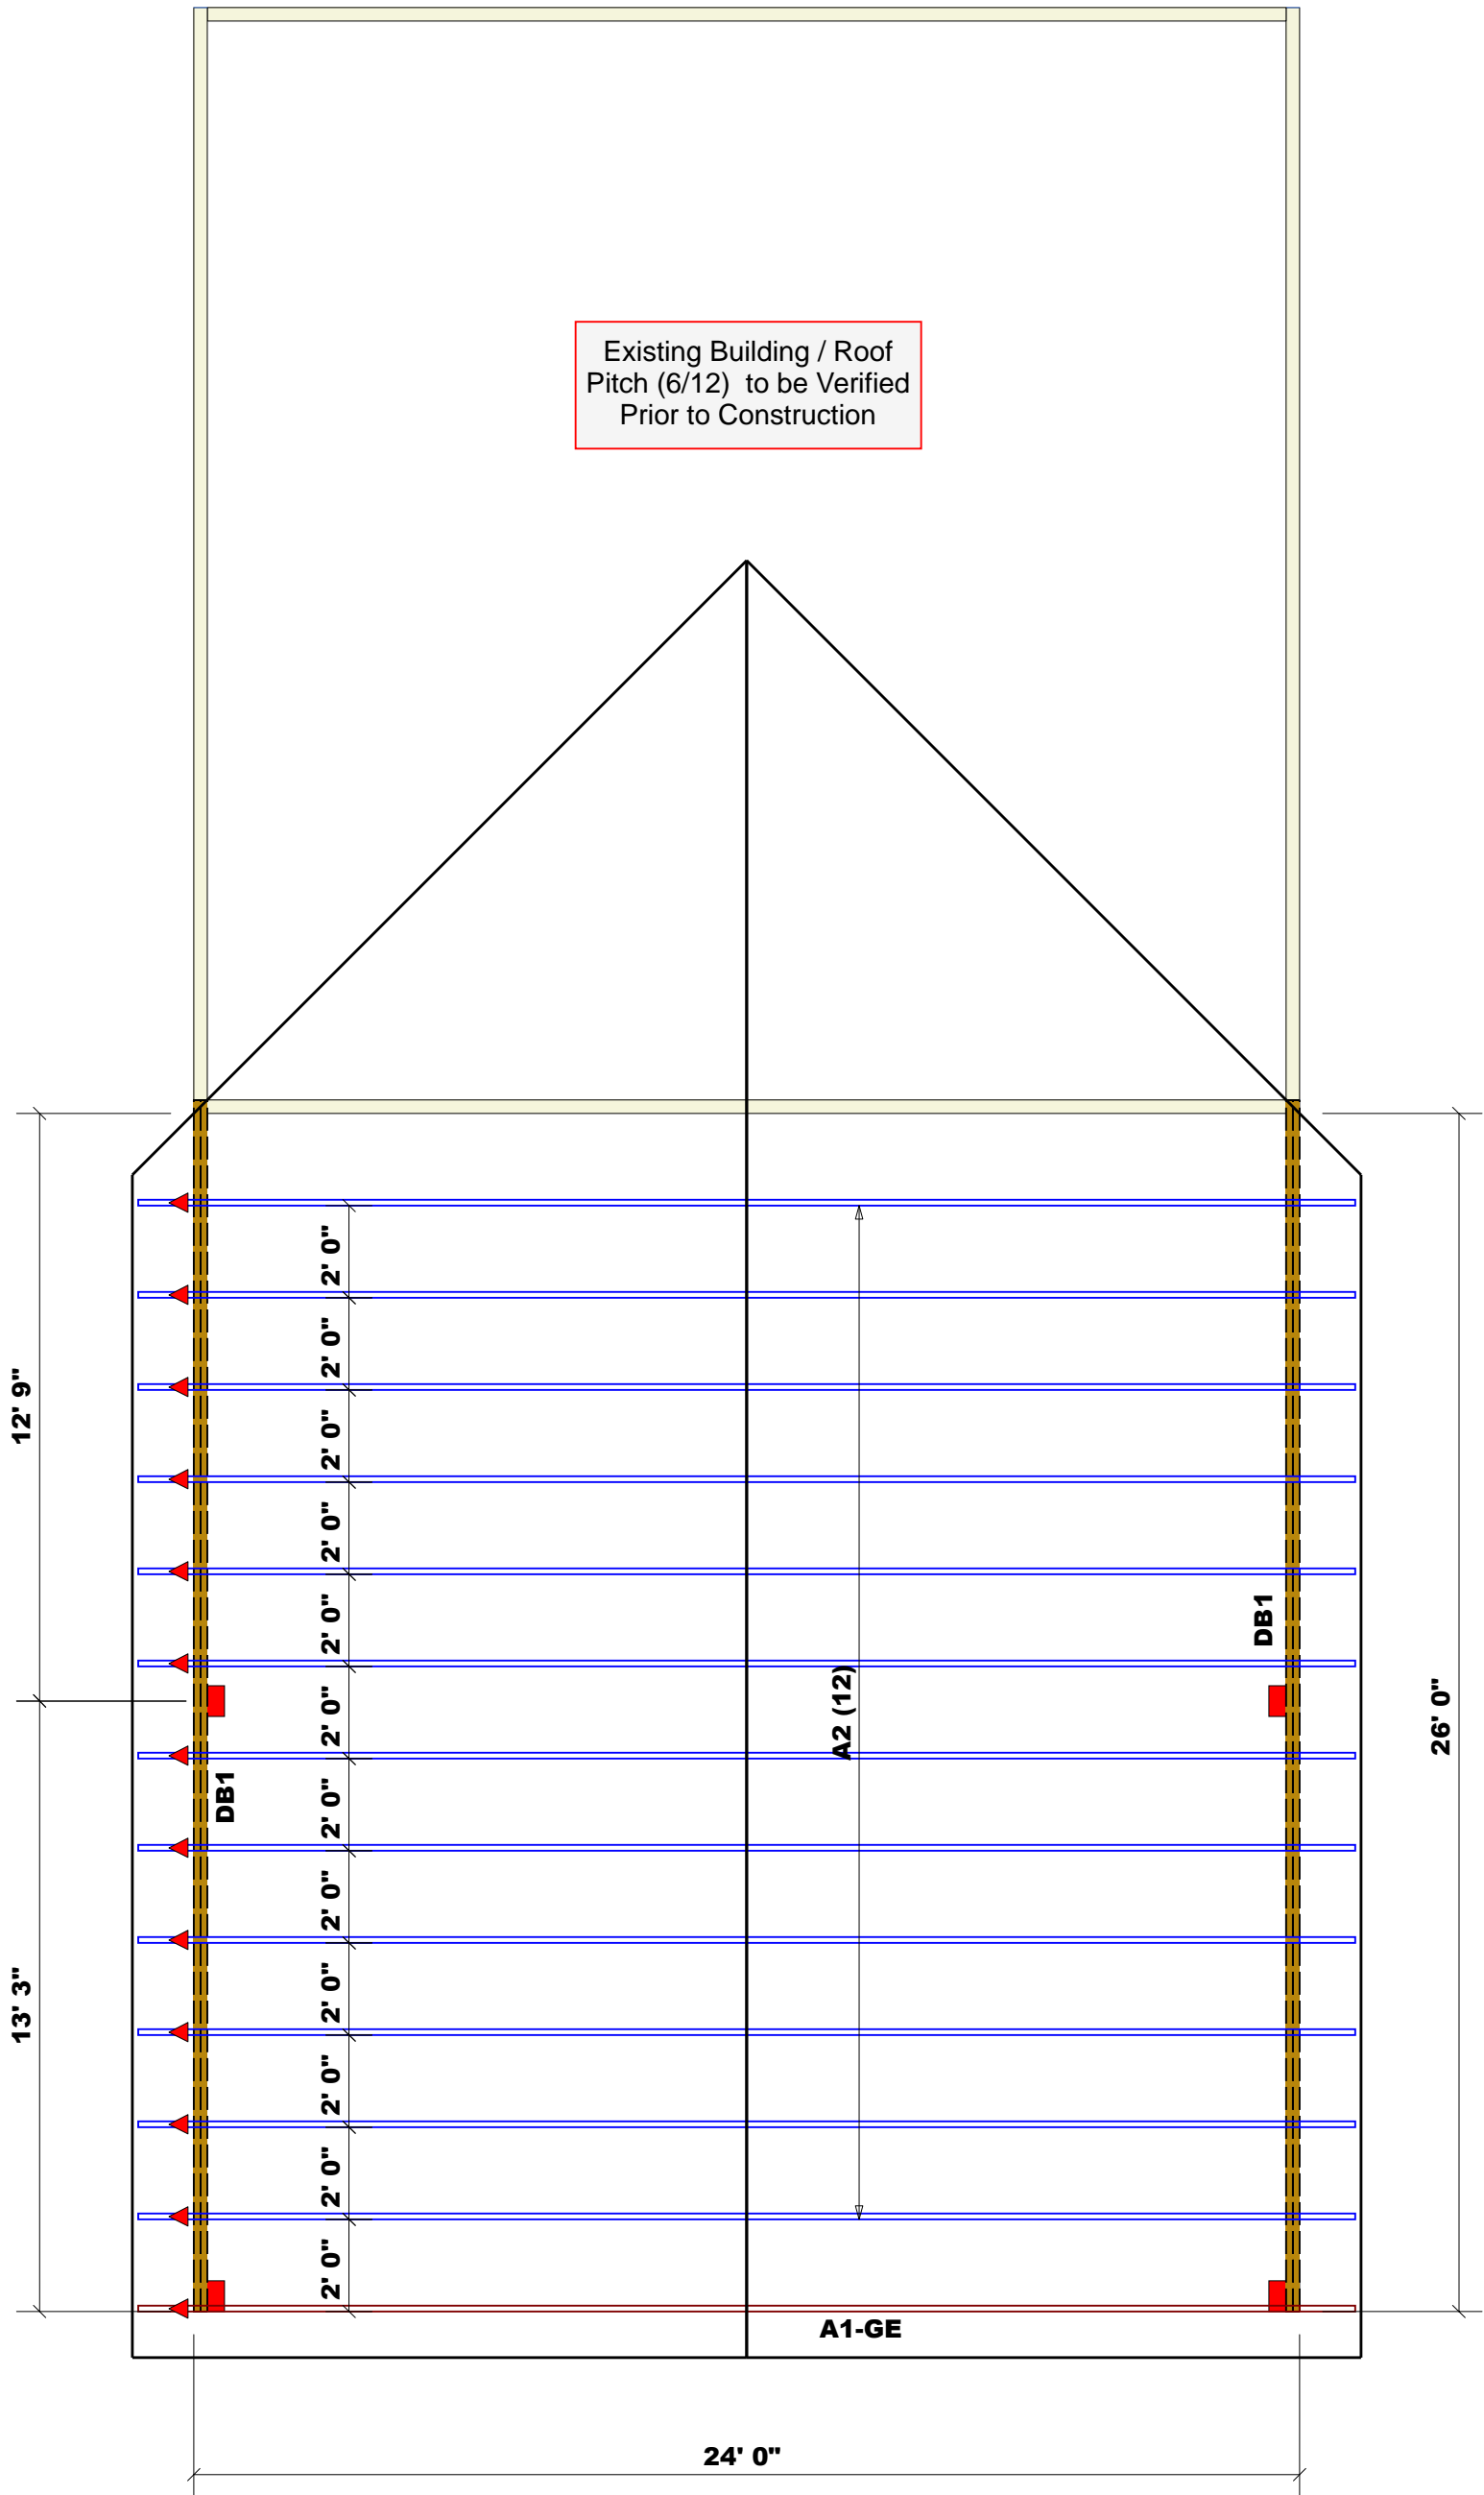 Existing Building / Roof
Pitch (6/12)  to be Verified
Prior to Construction
12' 9"
13' 3"
2' 0"
2' 0"
2' 0"
2' 0"
2' 0"
2' 0"
2' 0"
2' 0"
2' 0"
2' 0"
2' 0"
2' 0"
DB1
A2 (12)
DB1
26' 0"
A1-GE
24' 0"